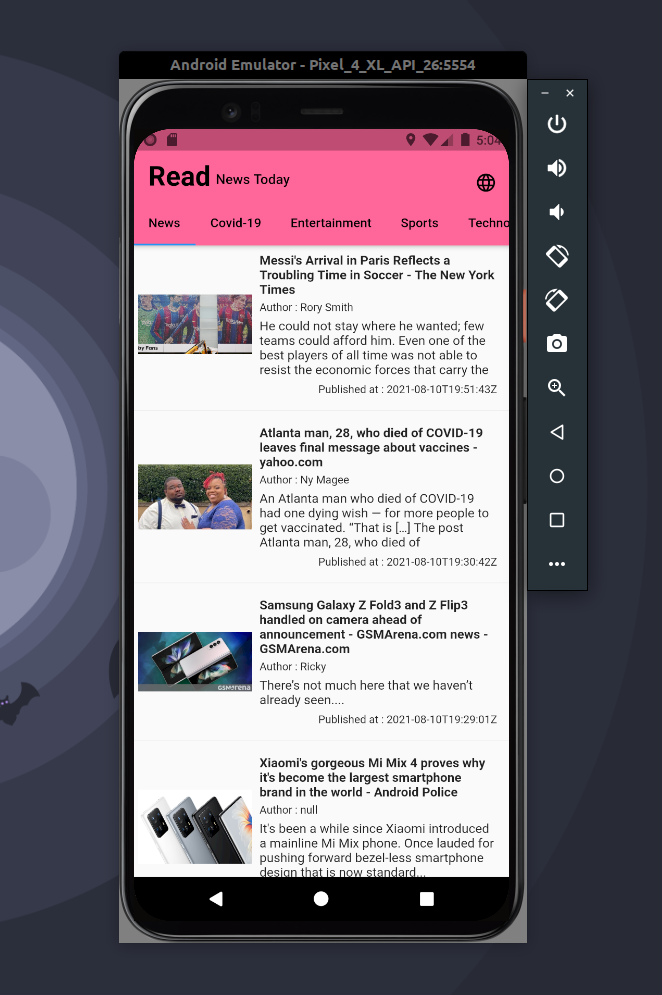 Android Emulator - Pixel_4_XL_API_26:5554
5:04
Read News Today
News Covid-19 Entertainment Sports Techno
Messi's Arrival in Paris Reflects a
Troubling Time in Soccer - The New York
Times
Author : Rory Smith
He could not stay where he wanted; few
teams could afford him. Even one of the
best players of all time was not able to
resist the economic forces that carry the
Published at : 2021-08-10T19:51:43Z
Atlanta man, 28, who died of COVID-19
leaves final message about vaccines -
yahoo.com
Author : Ny Magee
An Atlanta man who died of COVID-19
had one dying wish — for more people to
get vaccinated. “That is […] The post
Atlanta man, 28, who died of
Published at : 2021-08-10T19:30:42Z
Samsung Galaxy Z Fold3 and Z Flip3
handled on camera ahead of
announcement - GSMArena.com news -
GSMArena.com
Author : Ricky
There’s not much here that we haven’t
already seen....
Published at : 2021-08-10T19:29:01Z
GSMArena
Xiaomi's gorgeous Mi Mix 4 proves why
it's become the largest smartphone
brand in the world - Android Police
Author : null
It's been a while since Xiaomi introduced
a mainline Mi Mix phone. Once lauded for
pushing forward bezel-less smartphone
design that is now standard...